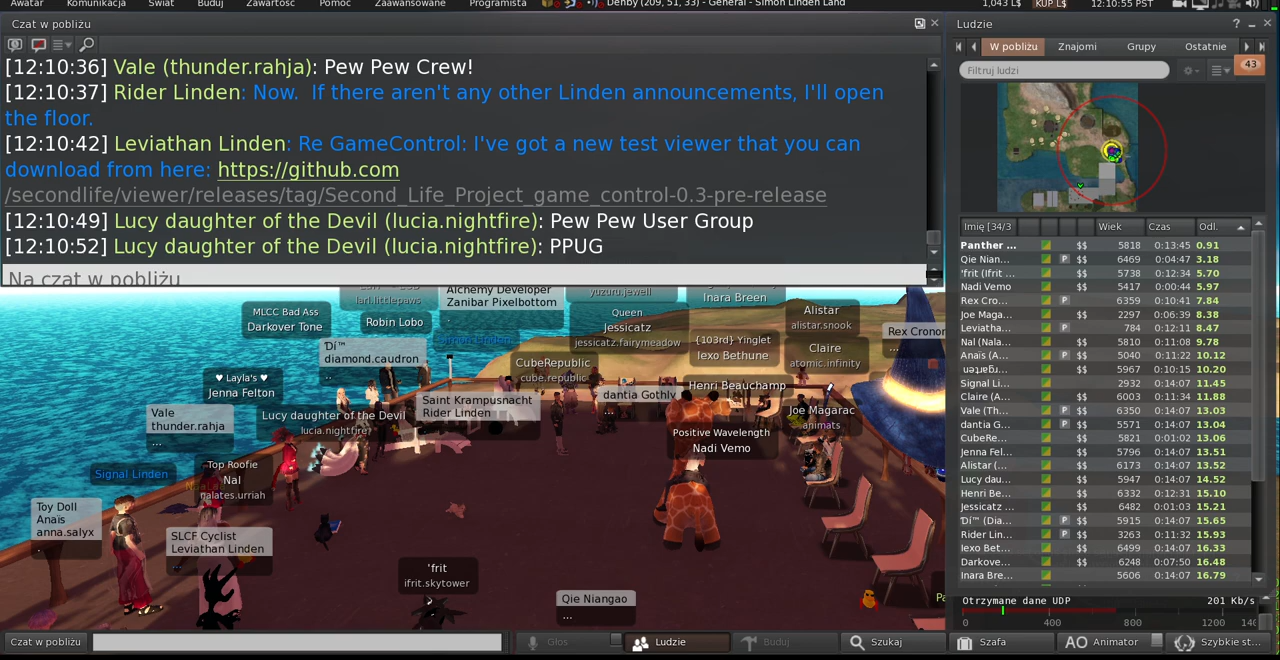 Awatar Komunikacja Świat Buduj Zawartość Pomoc Zaawansowane Programista Denby (209, 51, 33) - General - Simon Linden Land 1,043 L$ KUP L$ 12:10:55 PST
Czat w pobliżu
[12:10:36] Vale (thunder.rahja): Pew Pew Crew!
[12:10:37] Rider Linden: Now.  If there aren't any other Linden announcements, I'll open
the floor.
[12:10:42] Leviathan Linden: Re GameControl: I've got a new test viewer that you can
download from here: https://github.com
/secondlife/viewer/releases/tag/Second_Life_Project_game_control-0.3-pre-release
[12:10:49] Lucy daughter of the Devil (lucia.nightfire): Pew Pew User Group
[12:10:52] Lucy daughter of the Devil (lucia.nightfire): PPUG
Na czat w pobliżu
lari.littlepaws
Alchemy Developer
Zanibar Pixelbottom
yuzuru.jewell
Inara Breen
MLCC Bad Ass
Darkover Tone
Robin Lobo
Simon Linden
Queen
Jessicatz
jessicatz.fairymeadow
Alistar
alistar.snook
Rex Cronon
...
Ɗí™
diamond.caudron
..
CubeRepublic
cube.republic
{103rd} Yinglet
Iexo Bethune
Claire
atomic.infinity
♥ Layla's ♥
Jenna Felton
Saint Krampusnacht
Rider Linden
..
dantia Gothly
...
Henri Beauchamp
Vale
thunder.rahja
...
Lucy daughter of the Devil
lucia.nightfire
Joe Magarac
animats
Positive Wavelength
Nadi Vemo
Signal Linden
Top Roofie
Nal
nalates.urriah
Toy Doll
Anaïs
anna.salyx
.
SLCF Cyclist
Leviathan Linden
..
'frit
ifrit.skytower
Qie Niangao
...
Czat w pobliżu
Głos
Ludzie
Buduj
Szukaj
Ludzie
W pobliżu Znajomi Grupy Ostatnie
Filtruj ludzi
43
Imię [34/3 Wiek Czas Odl.
Panther ... $$ 5818 0:13:45 0.91
Qie Nian... P $$ 6469 0:04:47 3.18
'frit (Ifrit ... $$ 5738 0:12:34 5.70
Nadi Vemo $$ 5417 0:00:44 5.97
Rex Cro... P $$ 6359 0:10:41 7.84
Joe Maga... $$ 2297 0:06:39 8.38
Leviatha... P 784 0:12:11 8.47
Nal (Nala... $$ 5810 0:11:08 9.78
Anaïs (A... P $$ 5040 0:11:22 10.12
$$ 5967 0:10:15 10.20
Signal Li... 2932 0:14:07 11.45
Claire (A... $$ 6003 0:11:34 11.88
Vale (Th... P $$ 6350 0:14:07 13.03
dantia G... P $$ 5571 0:14:07 13.04
CubeRe... $$ 5821 0:01:02 13.06
Jenna Fel... $$ 5796 0:14:07 13.51
Alistar (... $$ 6173 0:14:07 13.52
Lucy dau... $$ 5947 0:14:07 14.52
Henri Be... $$ 6332 0:12:31 15.10
Jessicatz ... $$ 6482 0:01:03 15.21
Ɗí™ (Dia... P $$ 5915 0:14:07 15.65
Rider Lin... P $$ 3263 0:11:32 15.93
Iexo Bet... $$ 6499 0:14:07 16.33
Darkove... $$ 6248 0:07:50 16.48
Inara Bre... 5606 0:14:07 16.79
Otrzymane dane UDP 201 Kb/s
0 400 800 1200
Szafa
AO Animator
Szybkie st...